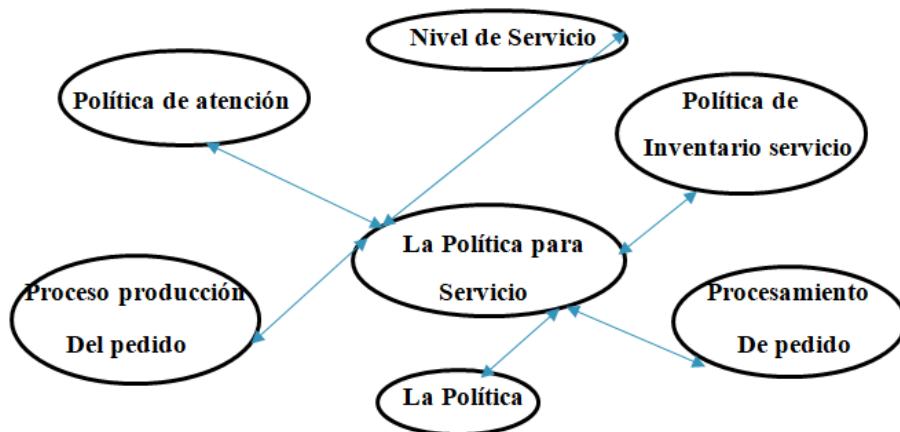 Nivel de Servicio
Política de atención
Política de
Inventario servicio
La Política para
Servicio
Proceso producción
Del pedido
Procesamiento
De pedido
La Política